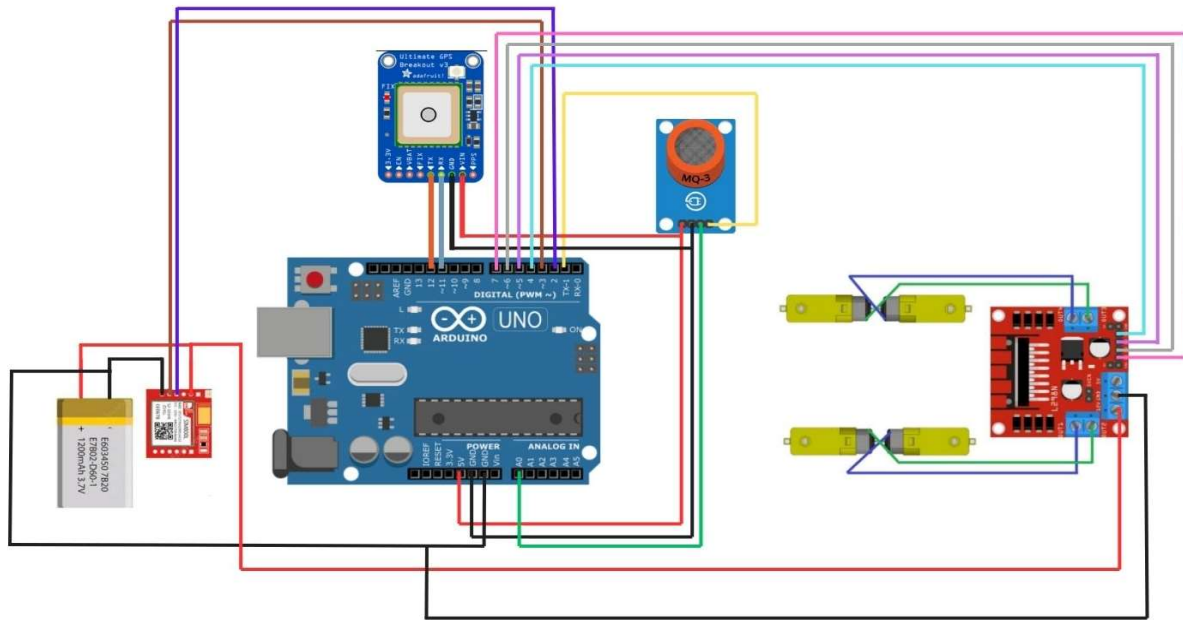 Ultimate GPS
Breakout v3
adafruit!
FIX
3.3V
EN
VBAT
FIX
TX
RX
GND
VIN
PPS
MQ-3
AREF
GND
13
12
~11
~10
~9
8
7
~6
~5
4
~3
2
TX-1
RX-0
DIGITAL (PWM ~)
L
TX
RX
ARDUINO
UNO
ON
POWER
ANALOG IN
IOREF
RESET
3.3V
5V
GND
GND
Vin
A0
A1
A2
A3
A4
A5
E603450 7B20
E7802-D60-1
1200mAh 3.7V
+
-
SIM800L
L298N